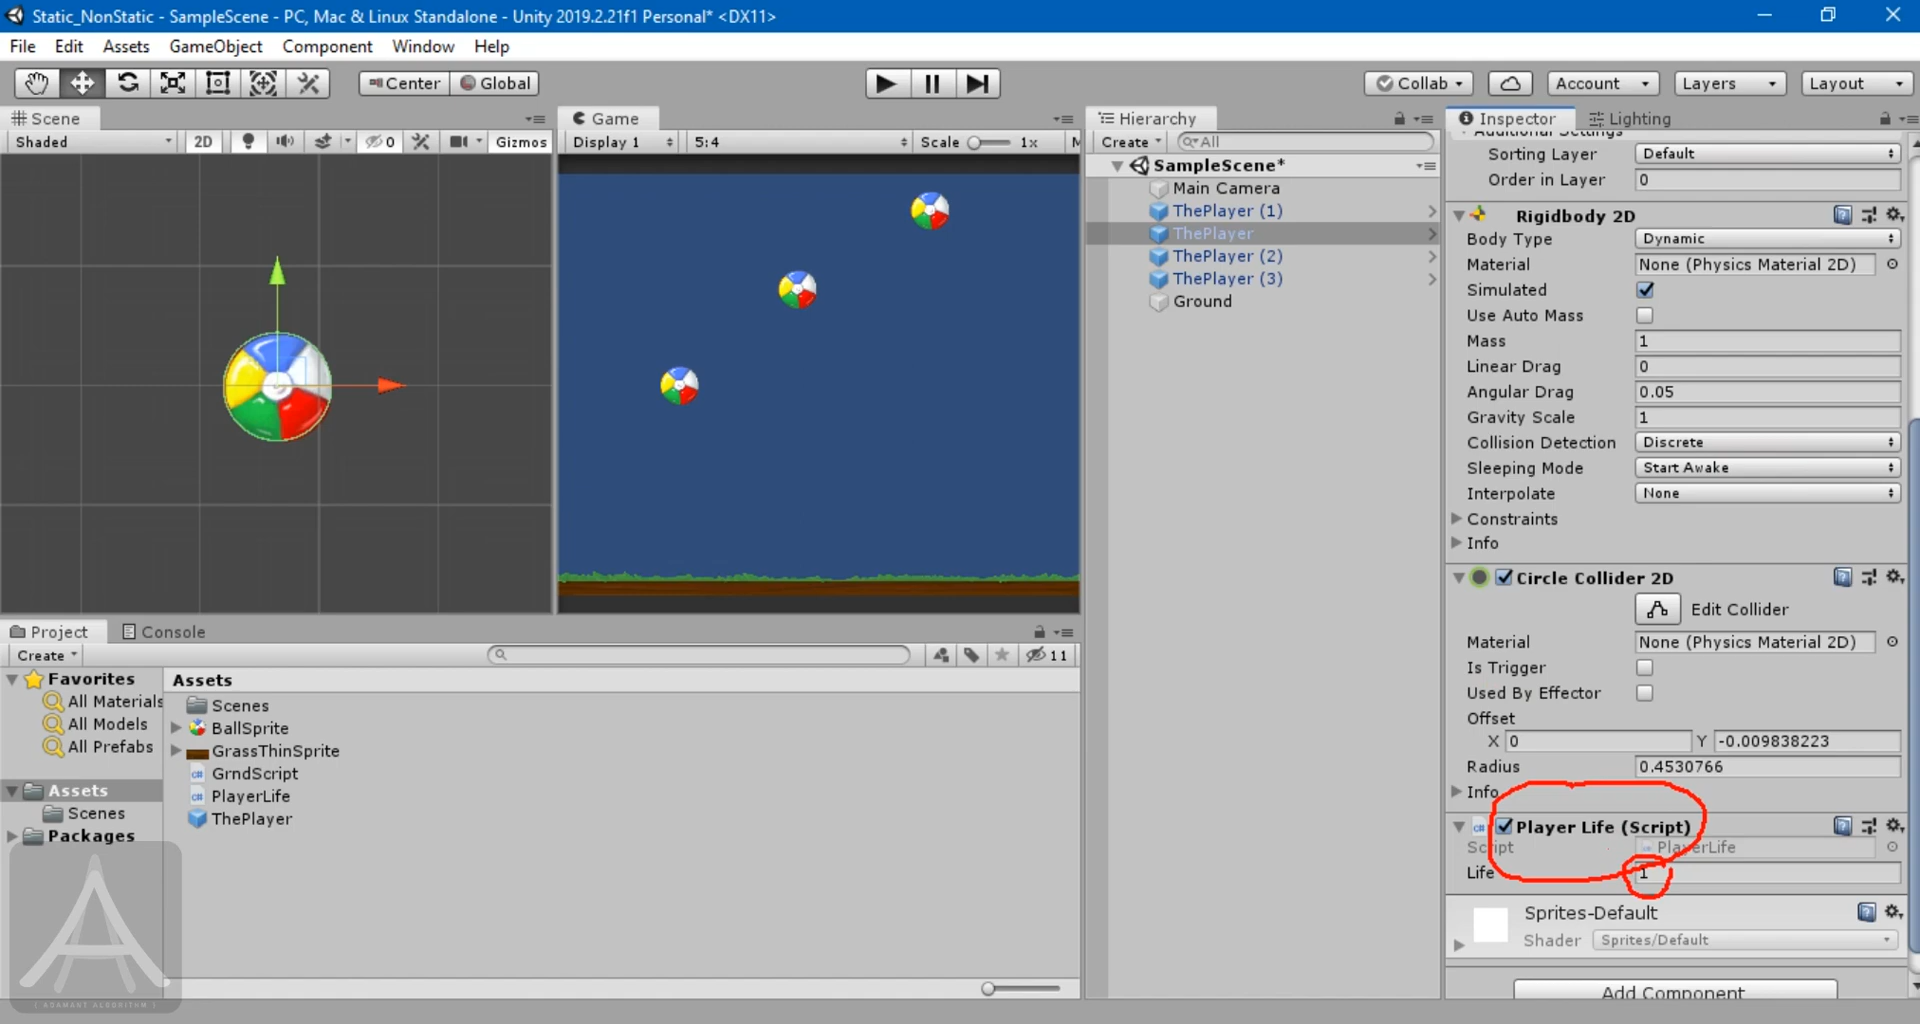 Static_NonStatic - SampleScene - PC, Mac & Linux Standalone - Unity 2019.2.21f1 Personal* <DX11>
File Edit Assets GameObject Component Window Help
Center Global Collab Account Layers Layout
Scene
Shaded 2D 0 Gizmos
Game
Display 1 5:4 Scale 1x M
Hierarchy
Create All
SampleScene*
Main Camera
ThePlayer (1)
ThePlayer
ThePlayer (2)
ThePlayer (3)
Ground
Inspector Lighting
Additional Settings
Sorting Layer Default
Order in Layer 0
Rigidbody 2D
Body Type Dynamic
Material None (Physics Material 2D)
Simulated
Use Auto Mass
Mass 1
Linear Drag 0
Angular Drag 0.05
Gravity Scale 1
Collision Detection Discrete
Sleeping Mode Start Awake
Interpolate None
Constraints
Info
Circle Collider 2D
Edit Collider
Material None (Physics Material 2D)
Is Trigger
Used By Effector
Offset
X 0 Y -0.009838223
Radius 0.4530766
Info
Player Life (Script)
Script PlayerLife
Life 1
Sprites-Default
Shader Sprites/Default
Add Component
Project Console
Create 11
Favorites
All Materials
All Models
All Prefabs
Assets
Scenes
Packages
Assets
Scenes
BallSprite
GrassThinSprite
GrndScript
PlayerLife
ThePlayer
( ADAMANT ALGORITHM )